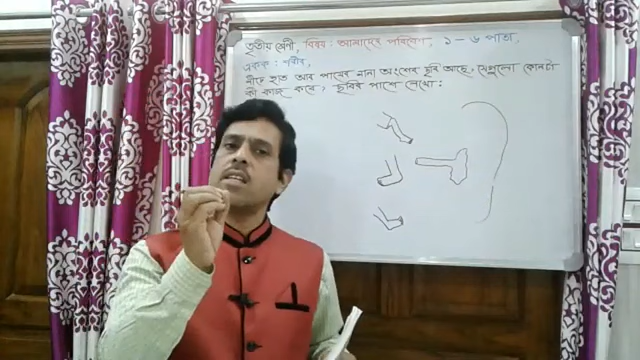 তৃতীয় শ্রেণী, বিষয়: আমাদের পরিবেশ, ১ - ৬ পাতা,
একক: শরীর
নীচে হাত আর পায়ের নানা অংশের ছবি আছে, সেগুলো কোনটা
কী কাজ করে, ছবির পাশে লেখো: